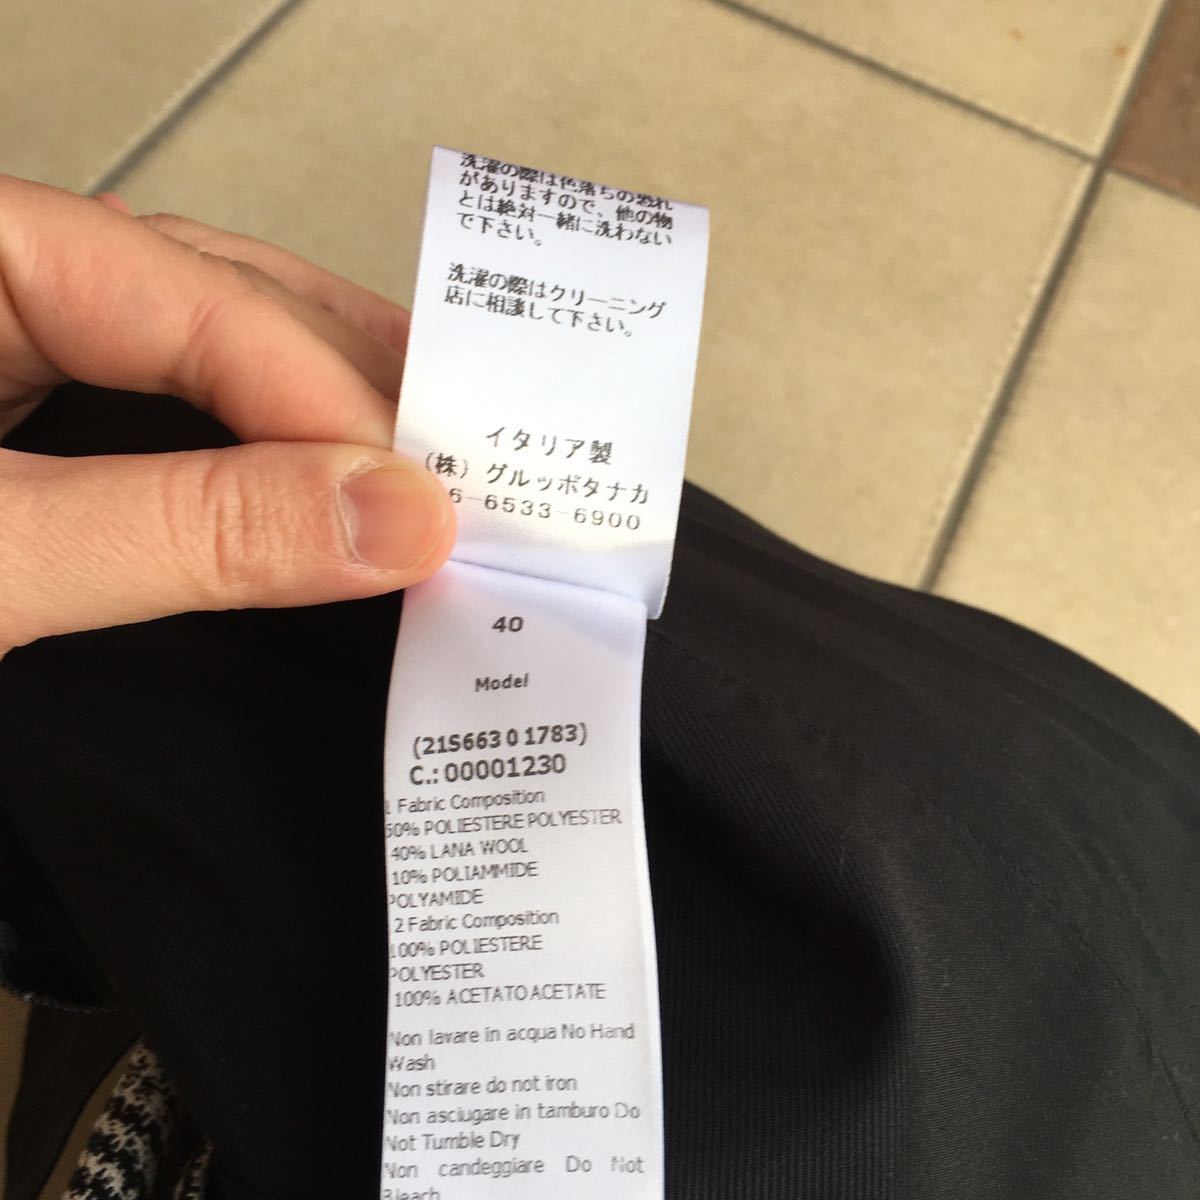 洗濯の際は色落ちの恐れ
がありますので、他の物
とは絶対一緒に洗わない
で下さい。
洗濯の際はクリーニング
店に相談して下さい。
イタリア製
(株) グルッポタナカ
6-6533-6900
40
Model
(21S663 0 1783)
C.: 00001230
1 Fabric Composition
50% POLIESTERE POLYESTER
40% LANA WOOL
10% POLIAMMIDE
POLYAMIDE
2 Fabric Composition
100% POLIESTERE
POLYESTER
100% ACETATO ACETATE
Non lavare in acqua No Hand
Wash
Non stirare do not iron
Non asciugare in tamburo Do
Not Tumble Dry
Non candeggiare Do Not
Bleach